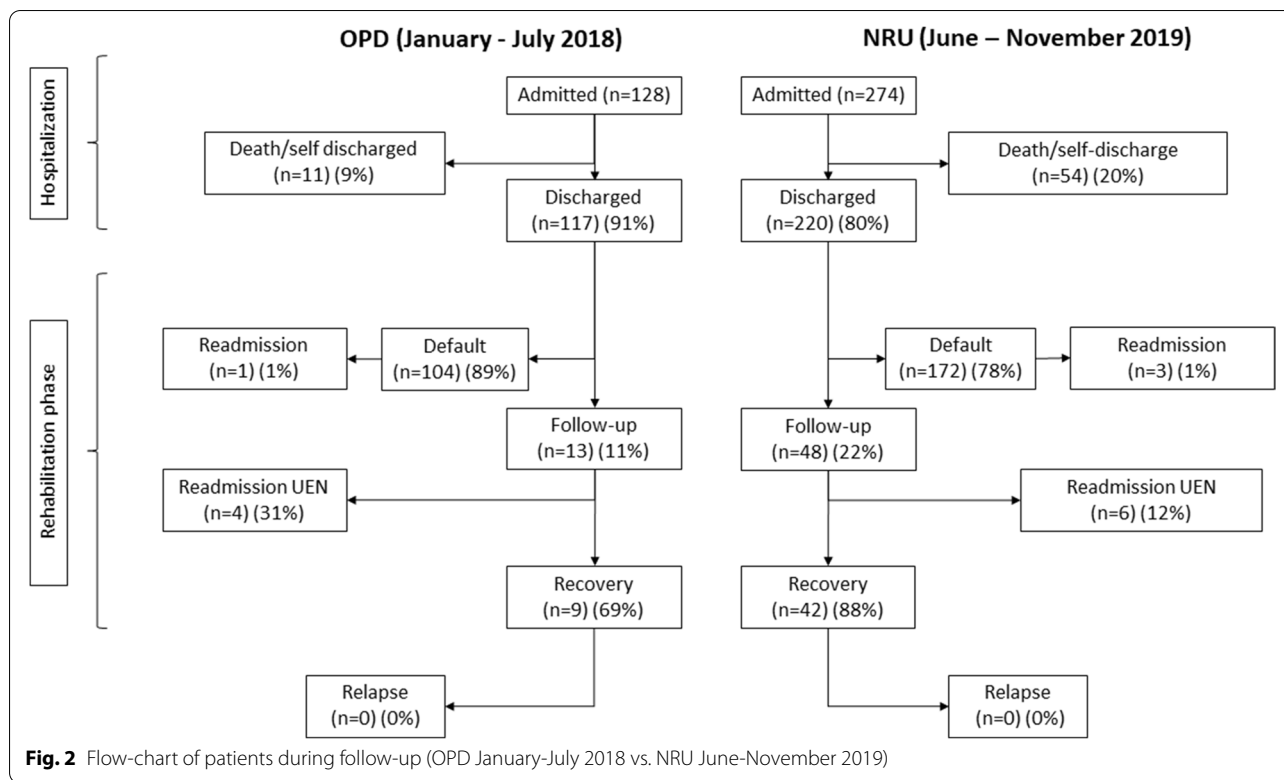 OPD (January - July 2018)
NRU (June – November 2019)
Hospitalization
Admitted (n=128)
Death/self discharged
(n=11) (9%)
Discharged
(n=117) (91%)
Admitted (n=274)
Death/self-discharge
(n=54) (20%)
Discharged
(n=220) (80%)
Rehabilitation phase
Readmission
(n=1) (1%)
Default
(n=104) (89%)
Follow-up
(n=13) (11%)
Readmission UEN
(n=4) (31%)
Recovery
(n=9) (69%)
Relapse
(n=0) (0%)
Default
(n=172) (78%)
Readmission
(n=3) (1%)
Follow-up
(n=48) (22%)
Readmission UEN
(n=6) (12%)
Recovery
(n=42) (88%)
Relapse
(n=0) (0%)
Fig. 2 Flow-chart of patients during follow-up (OPD January-July 2018 vs. NRU June-November 2019)